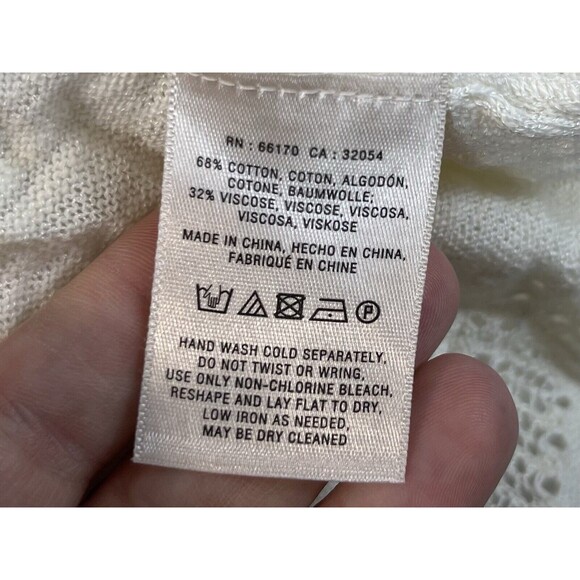 RN : 66170 CA : 32054
68% COTTON, COTON, ALGODÓN,
COTONE, BAUMWOLLE;
32% VISCOSE, VISCOSE, VISCOSA,
VISCOSA, VISKOSE
MADE IN CHINA, HECHO EN CHINA,
FABRIQUÉ EN CHINE
P
HAND WASH COLD SEPARATELY.
DO NOT TWIST OR WRING.
USE ONLY NON-CHLORINE BLEACH.
RESHAPE AND LAY FLAT TO DRY.
LOW IRON AS NEEDED.
MAY BE DRY CLEANED